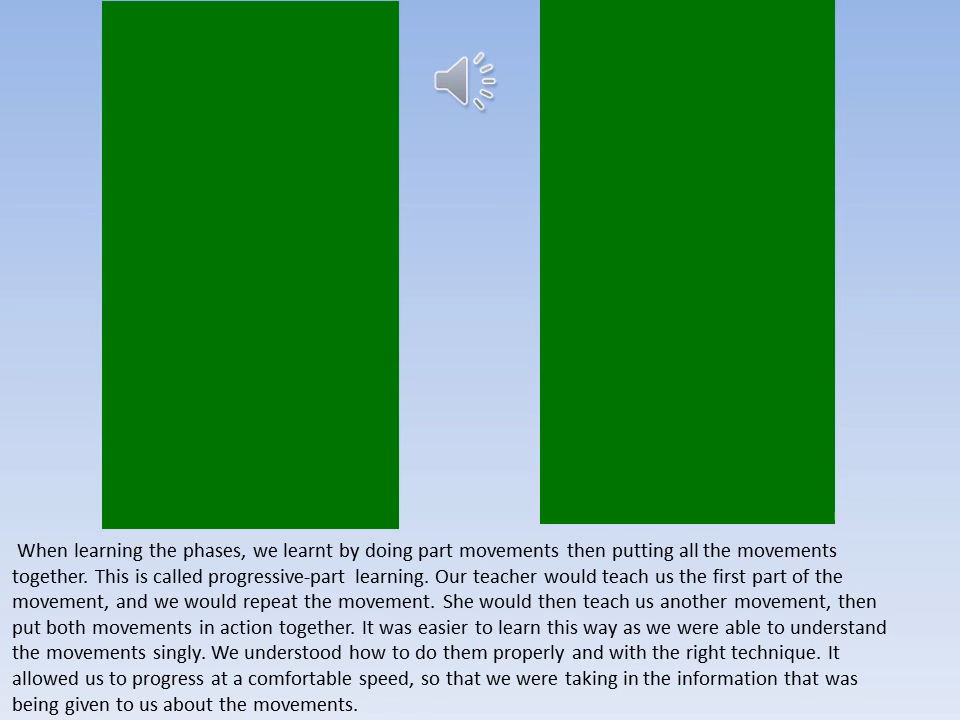 When learning the phases, we learnt by doing part movements then putting all the movements
together. This is called progressive-part learning. Our teacher would teach us the first part of the
movement, and we would repeat the movement. She would then teach us another movement, then
put both movements in action together. It was easier to learn this way as we were able to understand
the movements singly. We understood how to do them properly and with the right technique. It
allowed us to progress at a comfortable speed, so that we were taking in the information that was
being given to us about the movements.